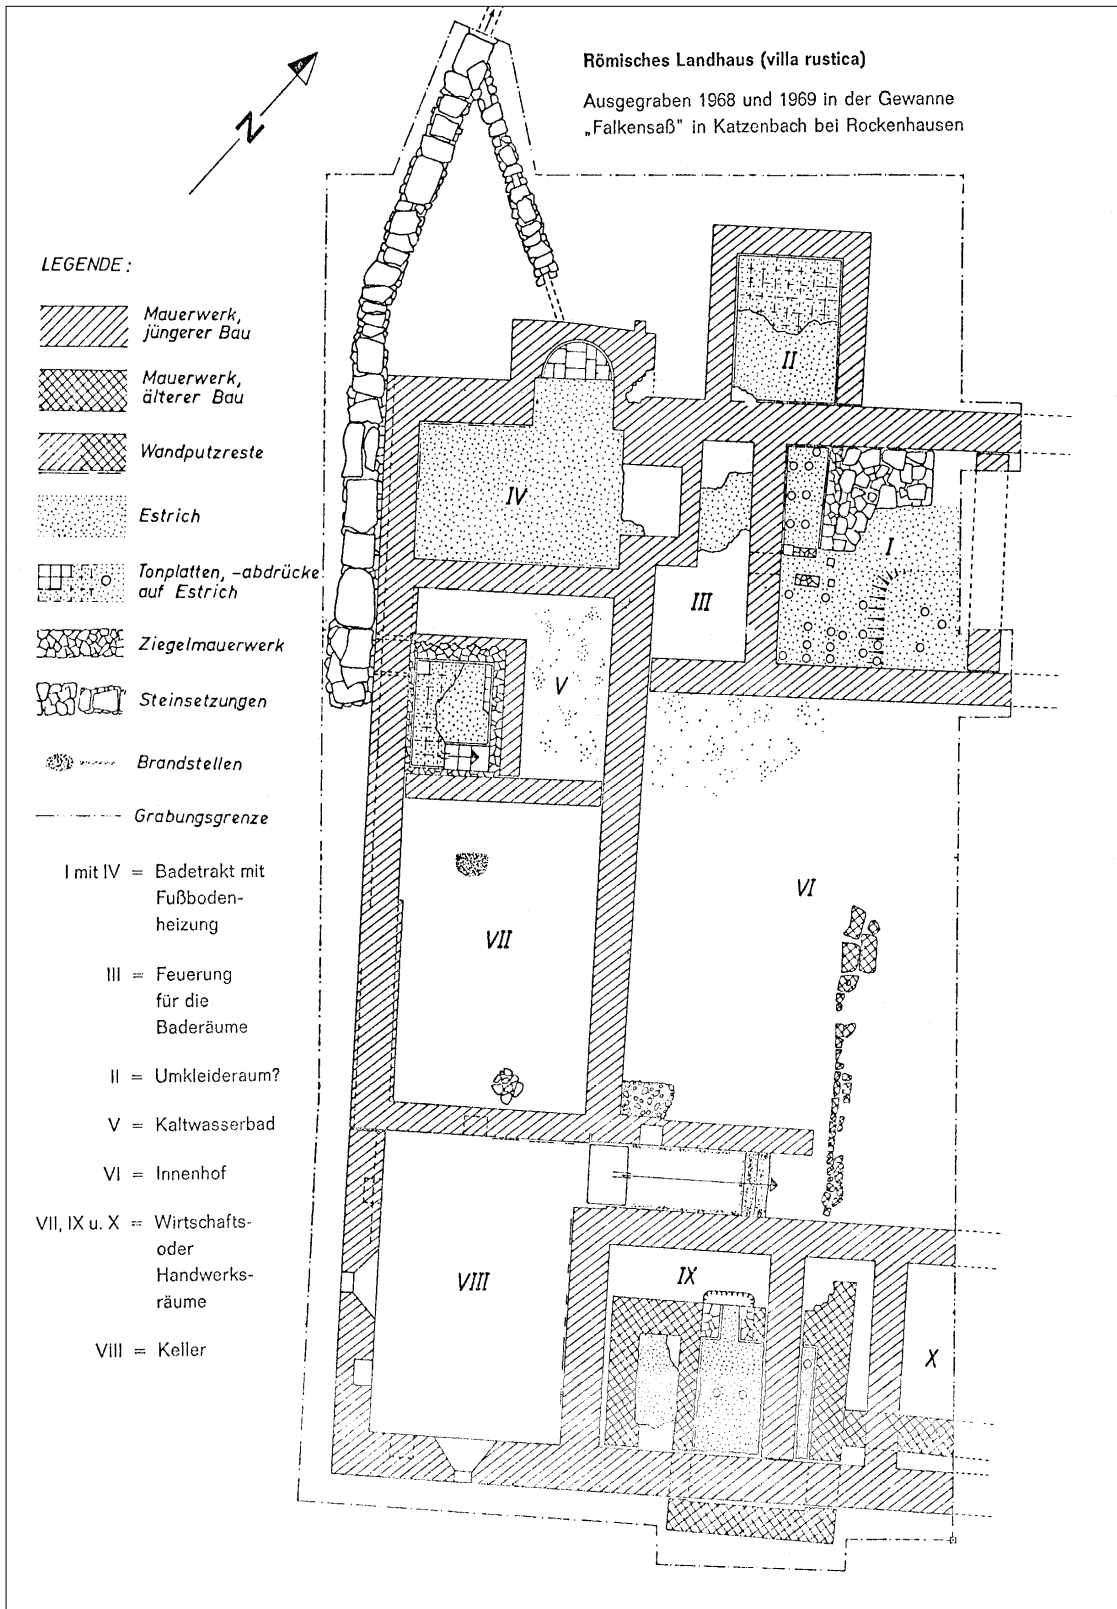 Römisches Landhaus (villa rustica)
Ausgegraben 1968 und 1969 in der Gewanne
„Falkensaß" in Katzenbach bei Rockenhausen
N
LEGENDE:
Mauerwerk,
jüngerer Bau
Mauerwerk,
älterer Bau
Wandputzreste
Estrich
Tonplatten, -abdrücke
auf Estrich
Ziegelmauerwerk
Steinsetzungen
Brandstellen
Grabungsgrenze
I mit IV = Badetrakt mit
Fußboden-
heizung
III = Feuerung
für die
Baderäume
II = Umkleideraum?
V = Kaltwasserbad
VI = Innenhof
VII, IX u. X = Wirtschafts-
oder
Handwerks-
räume
VIII = Keller
II
IV
I
III
V
VI
VII
VIII
IX
X